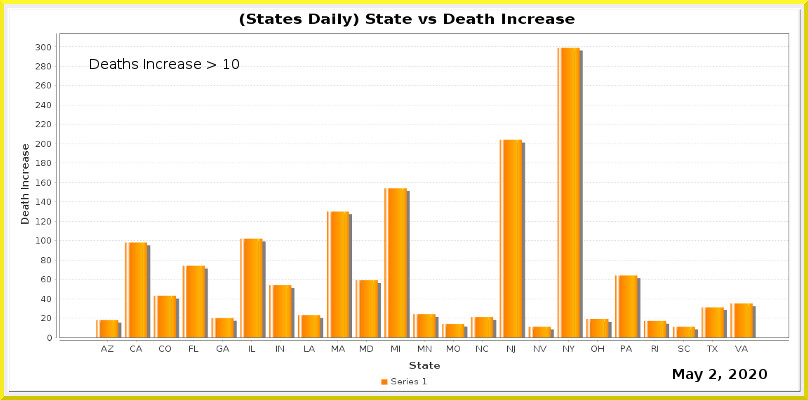 (States Daily) State vs Death Increase
Deaths Increase > 10
Death Increase
300
280
260
240
220
200
180
160
140
120
100
80
60
40
20
0
AZ CA CO FL GA IL IN LA MA MD MI MN MO NC NJ NV NY OH PA RI SC TX VA
State
Series 1
May 2, 2020